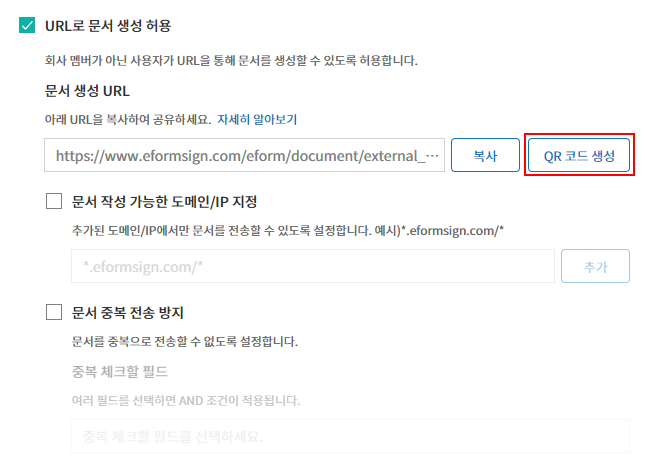 URL로 문서 생성 허용
회사 멤버가 아닌 사용자가 URL을 통해 문서를 생성할 수 있도록 허용합니다.
문서 생성 URL
아래 URL을 복사하여 공유하세요. 자세히 알아보기
https://www.eformsign.com/eform/document/external_··· 복사 QR 코드 생성
문서 작성 가능한 도메인/IP 지정
추가된 도메인/IP에서만 문서를 전송할 수 있도록 설정합니다. 예시)*.eformsign.com/*
*.eformsign.com/* 추가
문서 중복 전송 방지
문서를 중복으로 전송할 수 없도록 설정합니다.
중복 체크할 필드
여러 필드를 선택하면 AND 조건이 적용됩니다.
중복 체크할 필드를 선택하세요.